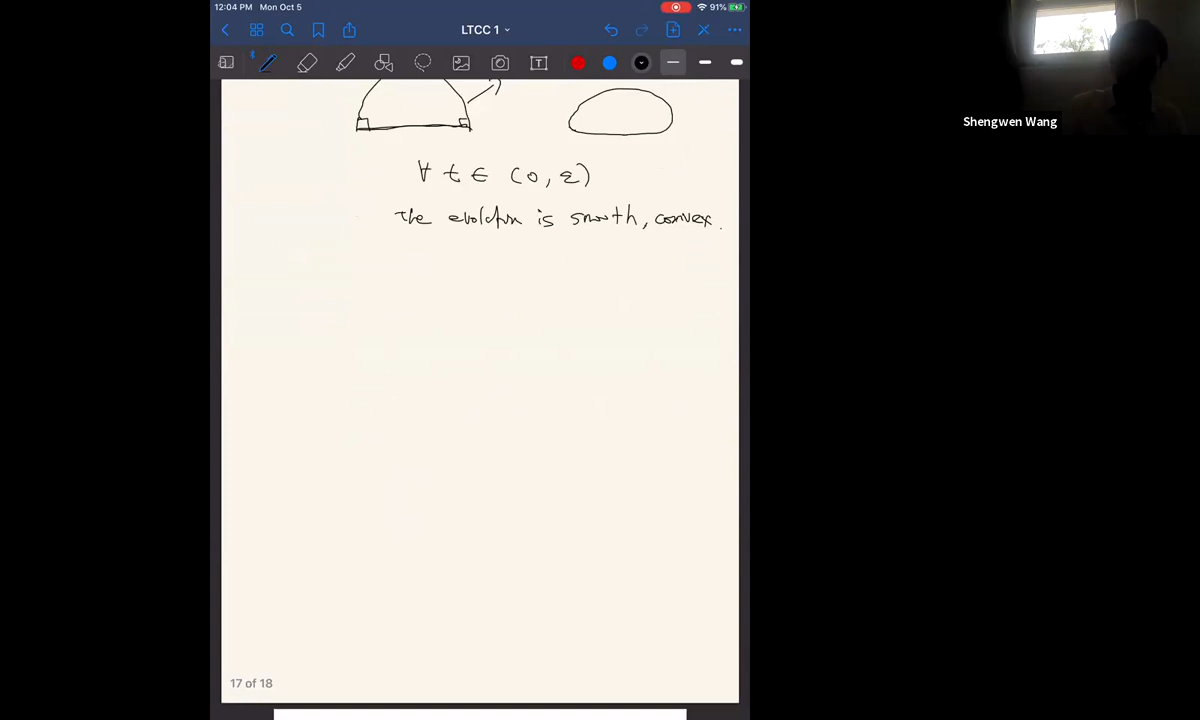 12:04 PM Mon Oct 5
91%
LTCC 1
Shengwen Wang
∀ t ∈ (0, ε)
the evolution is smooth, convex.
17 of 18